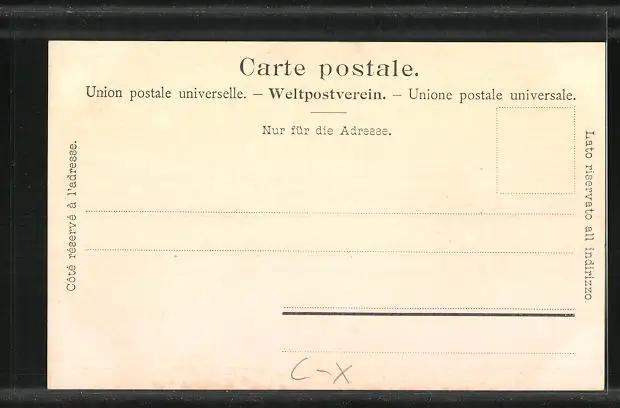 Carte postale.
Union postale universelle. – Weltpostverein. – Unione postale universale.
Nur für die Adresse.
Côté réservé à l'adresse.
Lato riservato all indirizzo.
C-X